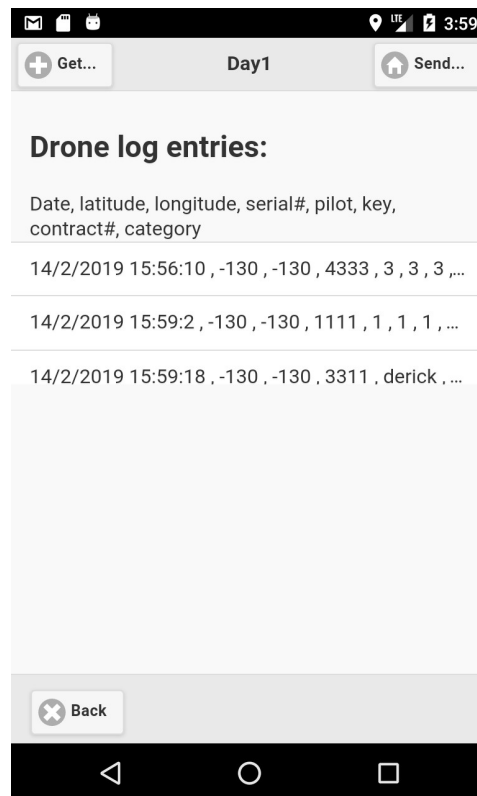 LTE 3:59
Get... Day1 Send...
Drone log entries:
Date, latitude, longitude, serial#, pilot, key,
contract#, category
14/2/2019 15:56:10 , -130 , -130 , 4333 , 3 , 3 , 3 ,...
14/2/2019 15:59:2 , -130 , -130 , 1111 , 1 , 1 , 1 , ...
14/2/2019 15:59:18 , -130 , -130 , 3311 , derick , ...
Back